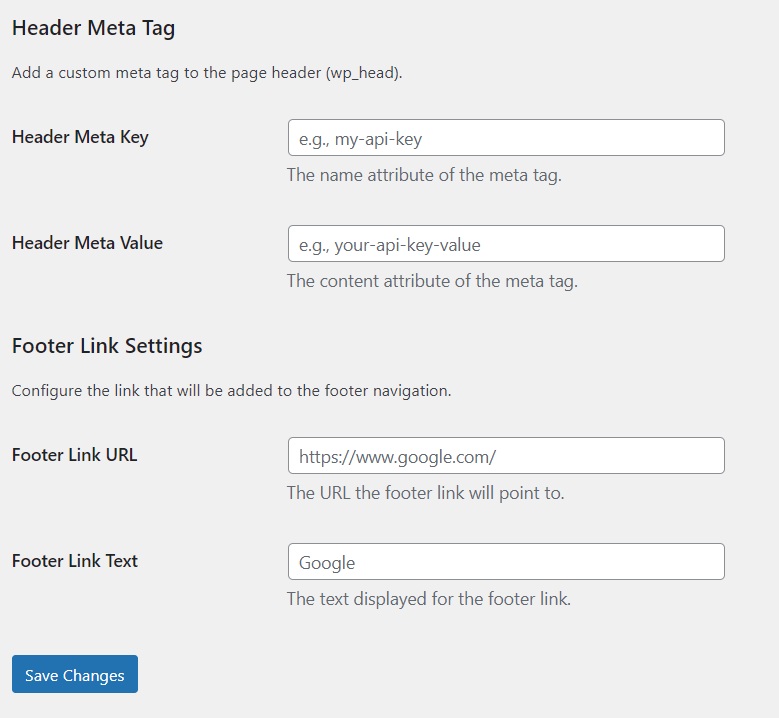 Header Meta Tag
Add a custom meta tag to the page header (wp_head).
Header Meta Key
e.g., my-api-key
The name attribute of the meta tag.
Header Meta Value
e.g., your-api-key-value
The content attribute of the meta tag.
Footer Link Settings
Configure the link that will be added to the footer navigation.
Footer Link URL
https://www.google.com/
The URL the footer link will point to.
Footer Link Text
Google
The text displayed for the footer link.
Save Changes